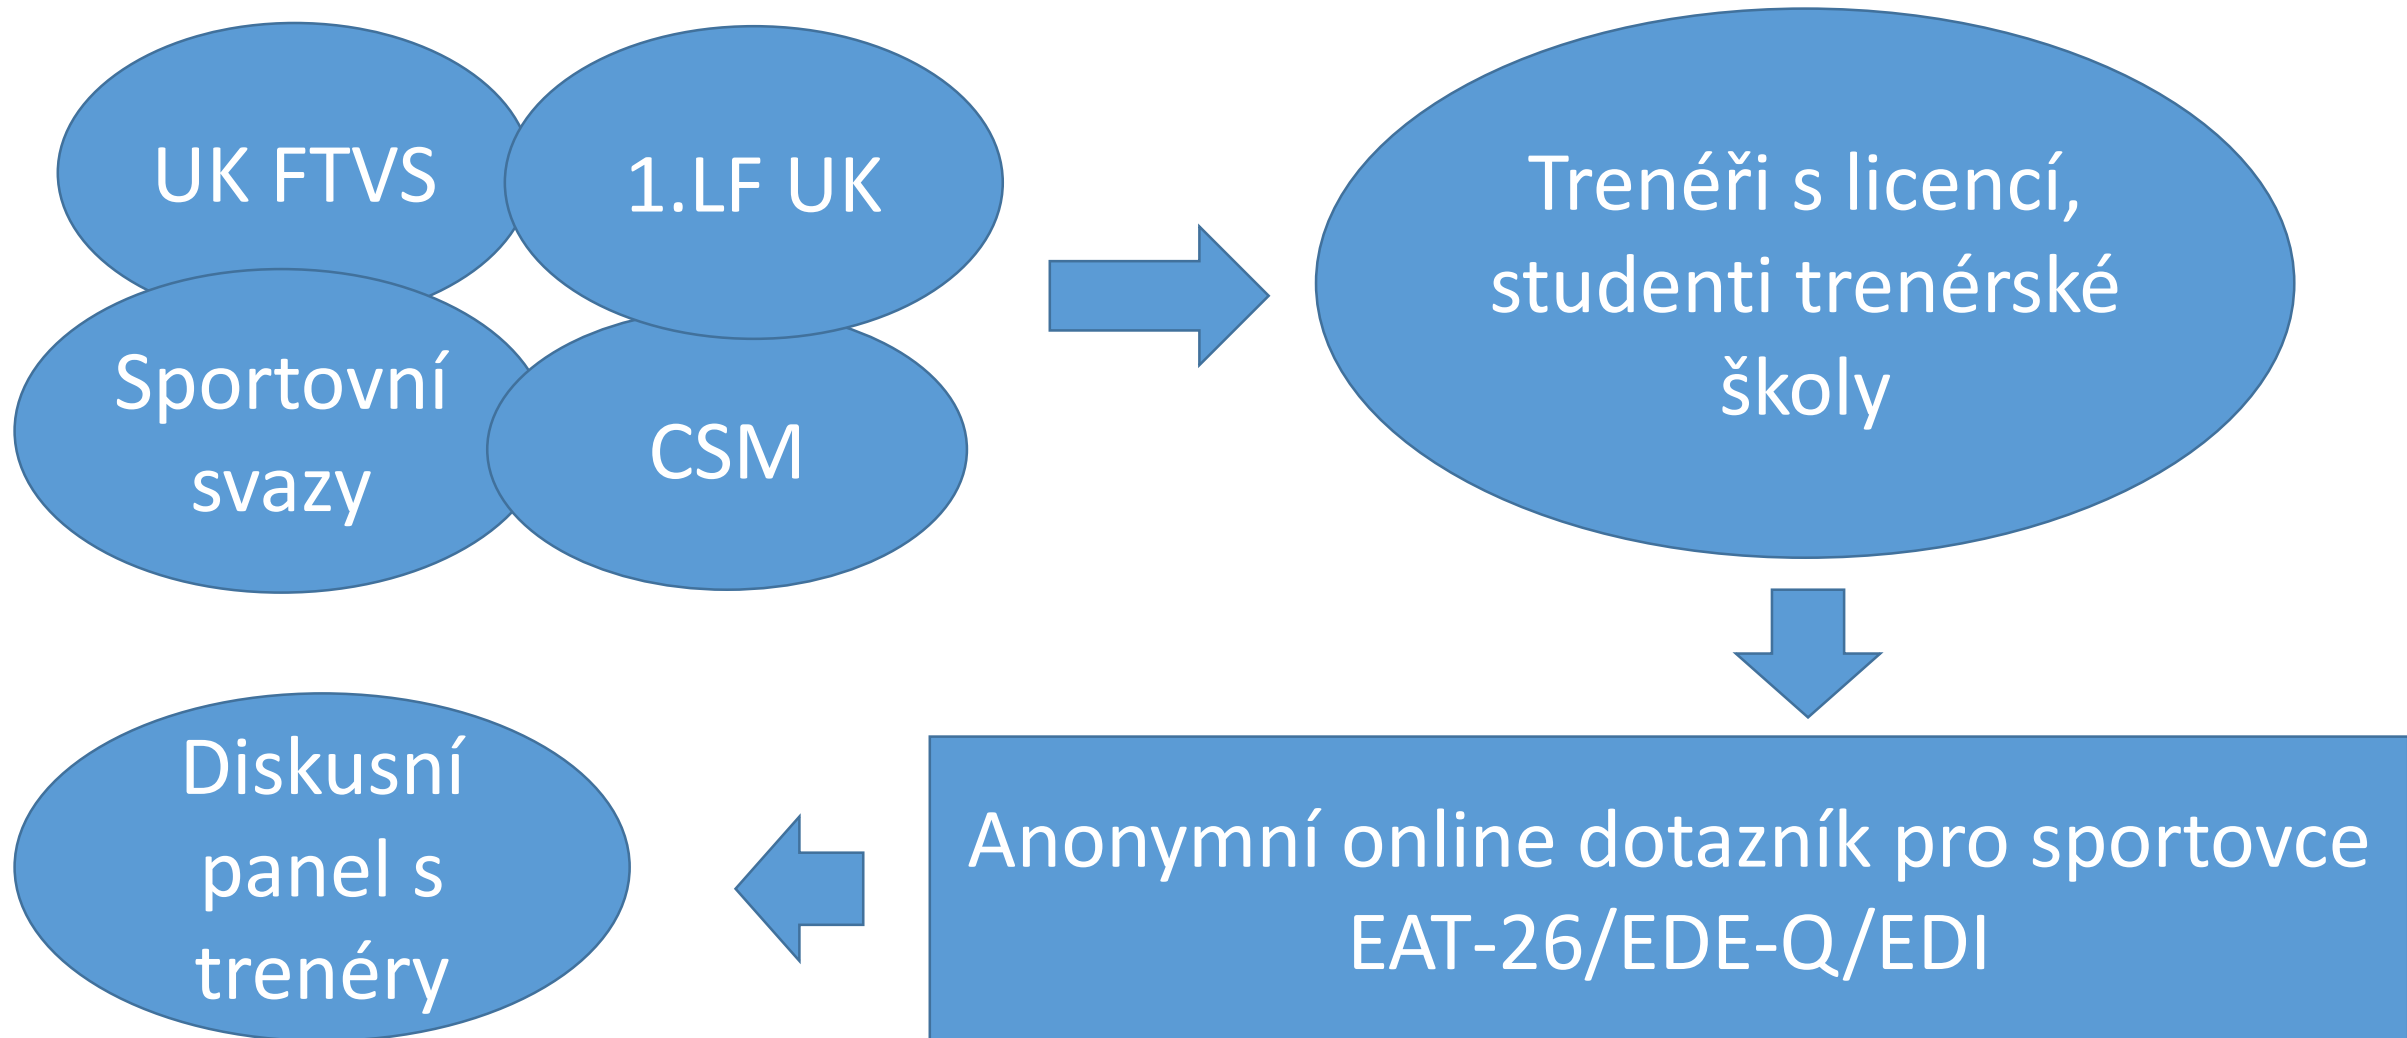 UK FTVS
1.LF UK
Sportovní
svazy
CSM
Trenéři s licencí,
studenti trenérské
školy
Anonymní online dotazník pro sportovce
EAT-26/EDE-Q/EDI
Diskusní
panel s
trenéry